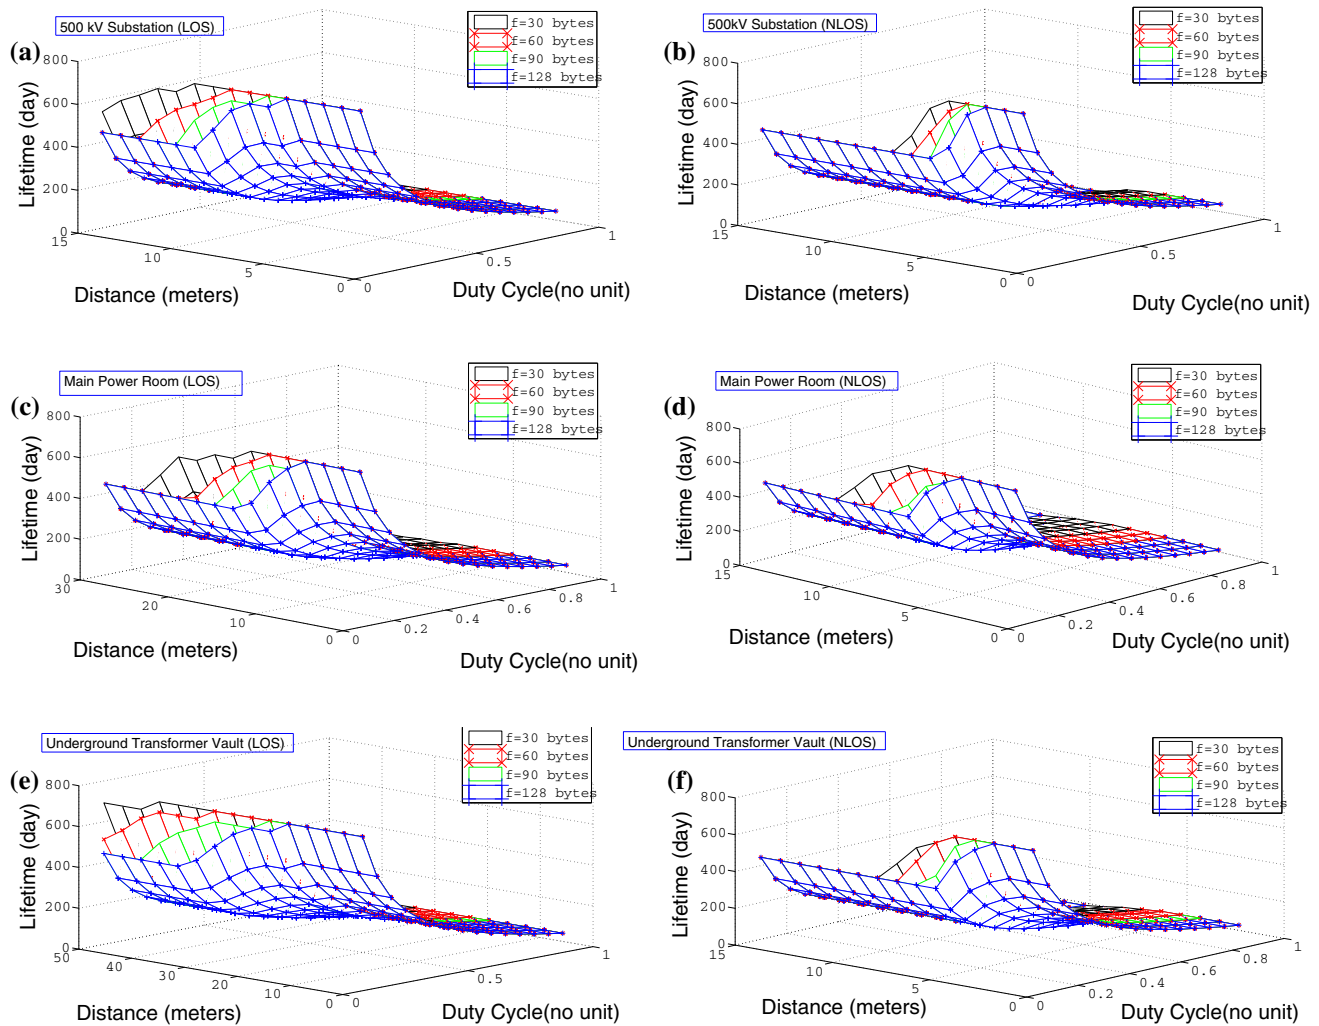 500 kV Substation (LOS)
(a)
f=30 bytes
f=60 bytes
f=90 bytes
f=128 bytes
Lifetime (day)
800
600
400
200
0
15
10
5
0
0
0.5
1
Distance (meters)
Duty Cycle(no unit)
500kV Substation (NLOS)
(b)
f=30 bytes
f=60 bytes
f=90 bytes
f=128 bytes
Lifetime (day)
800
600
400
200
0
15
10
5
0
0
0.5
1
Distance (meters)
Duty Cycle(no unit)
Main Power Room (LOS)
(c)
f=30 bytes
f=60 bytes
f=90 bytes
f=128 bytes
Lifetime (day)
800
600
400
200
0
30
20
10
0
0
0.2
0.4
0.6
0.8
1
Distance (meters)
Duty Cycle(no unit)
Main Power Room (NLOS)
(d)
f=30 bytes
f=60 bytes
f=90 bytes
f=128 bytes
Lifetime (day)
800
600
400
200
0
15
10
5
0
0
0.2
0.4
0.6
0.8
1
Distance (meters)
Duty Cycle(no unit)
Underground Transformer Vault (LOS)
(e)
f=30 bytes
f=60 bytes
f=90 bytes
f=128 bytes
Lifetime (day)
800
600
400
200
0
50
40
30
20
10
0
0
0.5
1
Distance (meters)
Duty Cycle(no unit)
Underground Transformer Vault (NLOS)
(f)
f=30 bytes
f=60 bytes
f=90 bytes
f=128 bytes
Lifetime (day)
800
600
400
200
0
10
5
0
0
0.2
0.4
0.6
0.8
1
Distance (meters)
Duty Cycle(no unit)